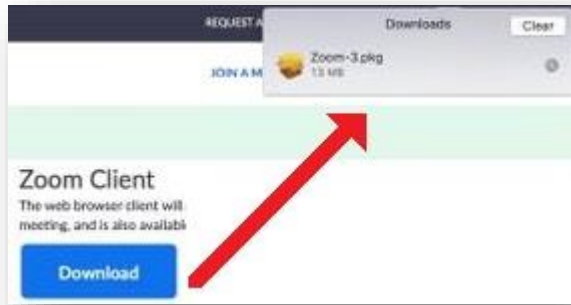 REQUEST A
Downloads
Clear
JOIN A M
Zoom-3.pkg
13 MB
Zoom Client
The web browser client will
meeting, and is also availabl
Download